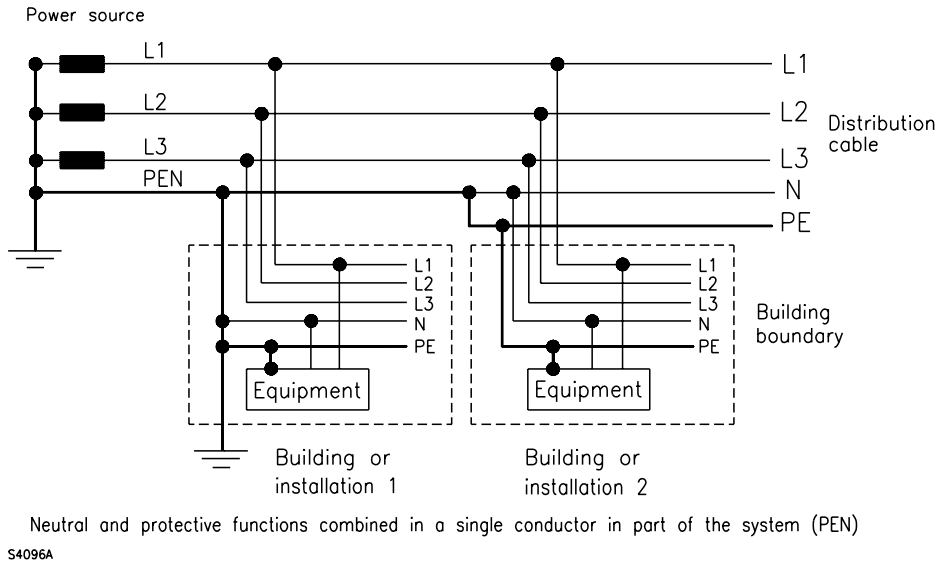 Power source
L1
L1
L2
L2
Distribution
cable
L3
L3
PEN
N
PE
L1
L2
L3
N
PE
Equipment
L1
L2
L3
N
PE
Equipment
Building
boundary
Building or
installation 1
Building or
installation 2
Neutral and protective functions combined in a single conductor in part of the system (PEN)
S4096A